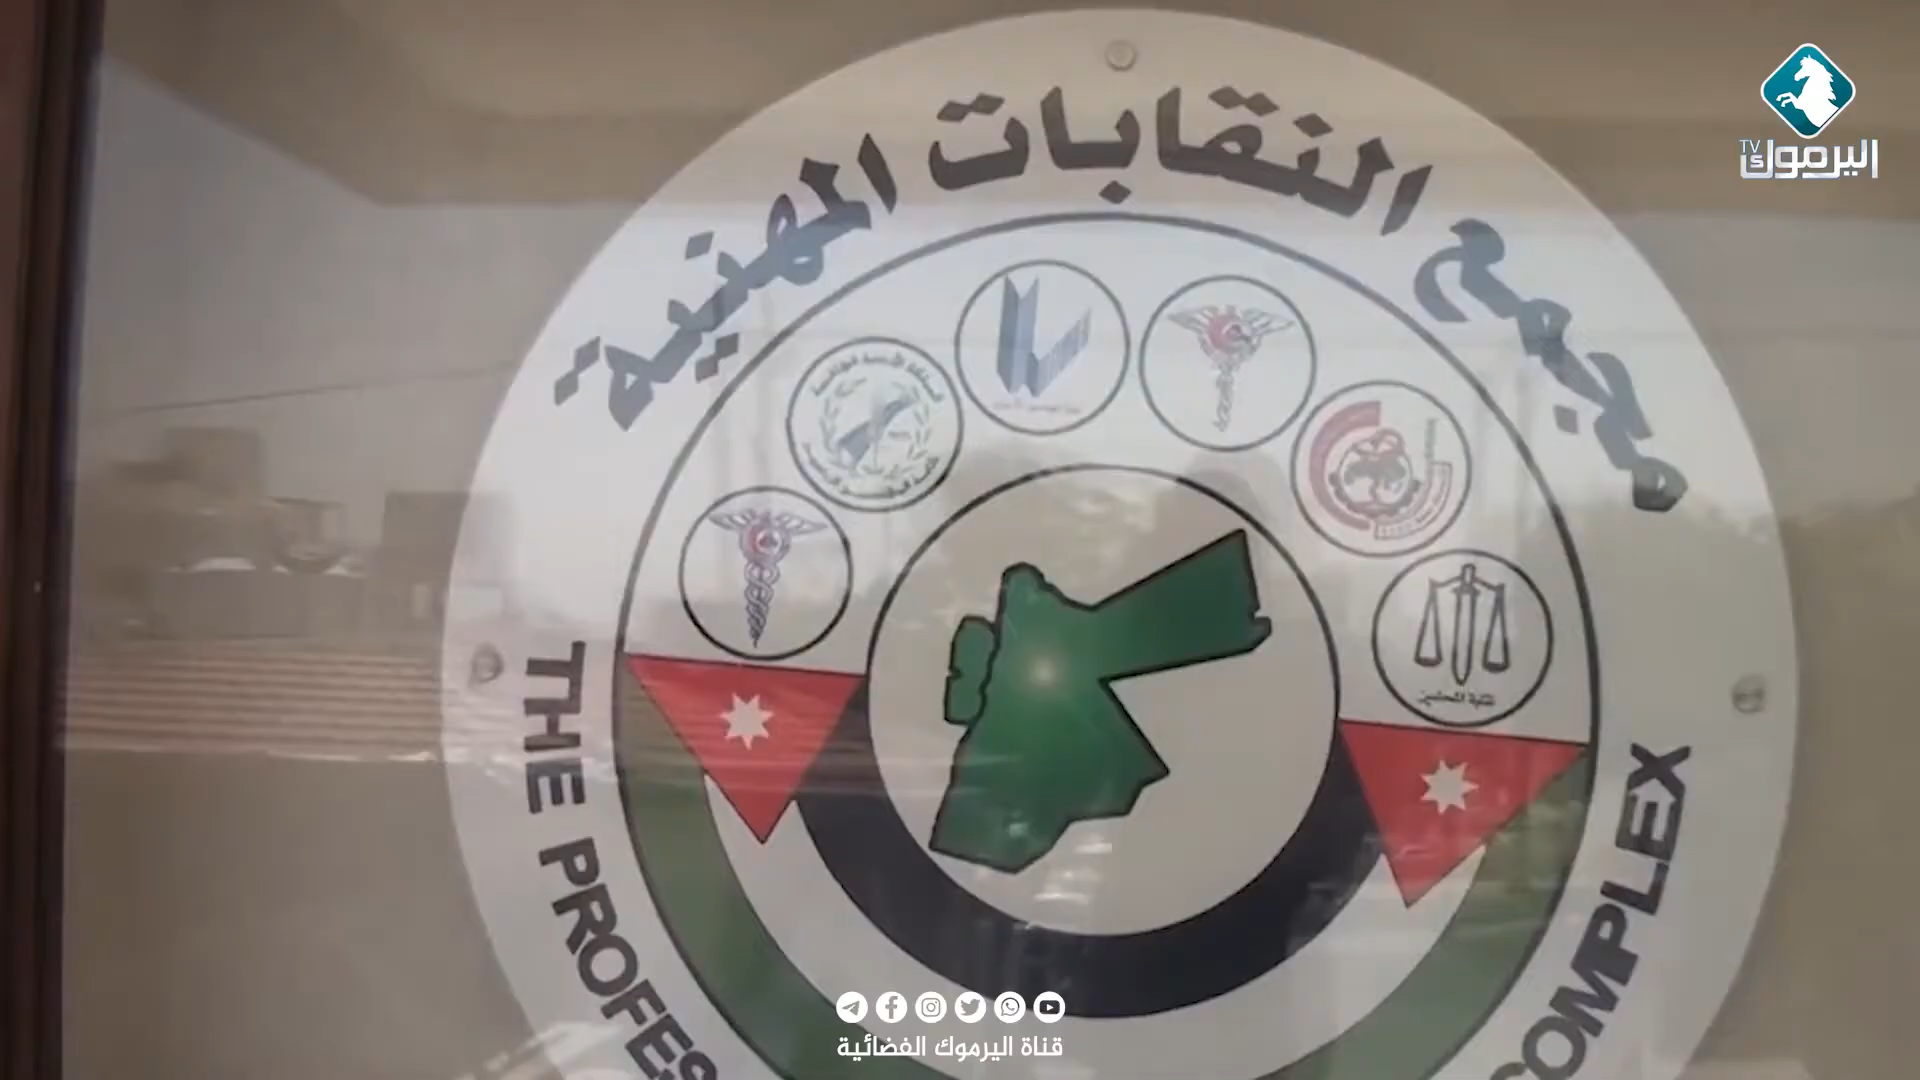 مجمع النقابات المهنية
THE PROFES
COMPLEX
نقابة المحامين
اليرموك
TV
قناة اليرموك الفضائية